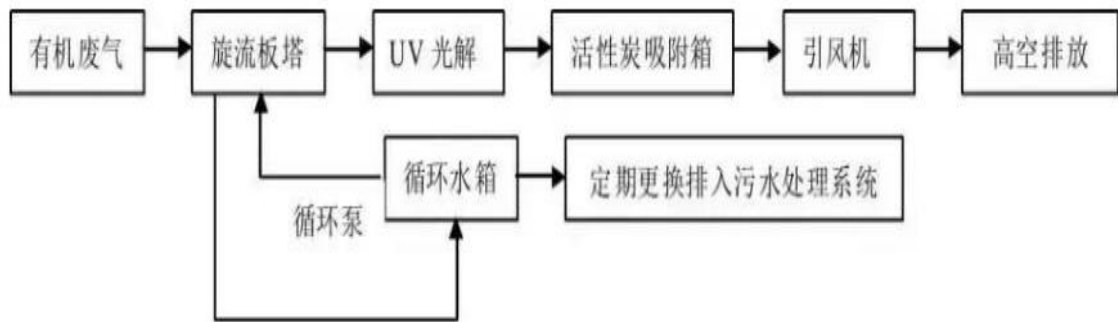 有机废气
旋流板塔
UV 光解
活性炭吸附箱
引风机
高空排放
循环水箱
定期更换排入污水处理系统
循环泵